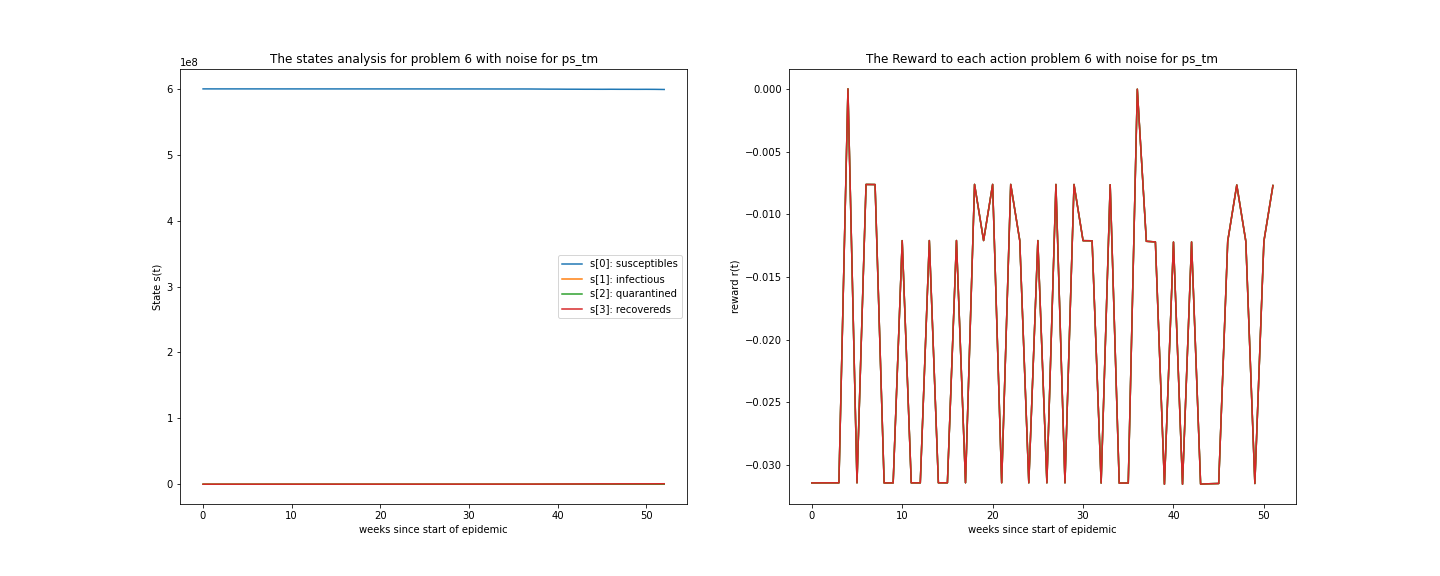 The states analysis for problem 6 with noise for ps_tm
1e8
6
5
4
3
2
1
0
State s(t)
s[0]: susceptibles
s[1]: infectious
s[2]: quarantined
s[3]: recovereds
0 10 20 30 40 50
weeks since start of epidemic
The Reward to each action problem 6 with noise for ps_tm
0.000
−0.005
−0.010
−0.015
−0.020
−0.025
−0.030
reward r(t)
0 10 20 30 40 50
weeks since start of epidemic